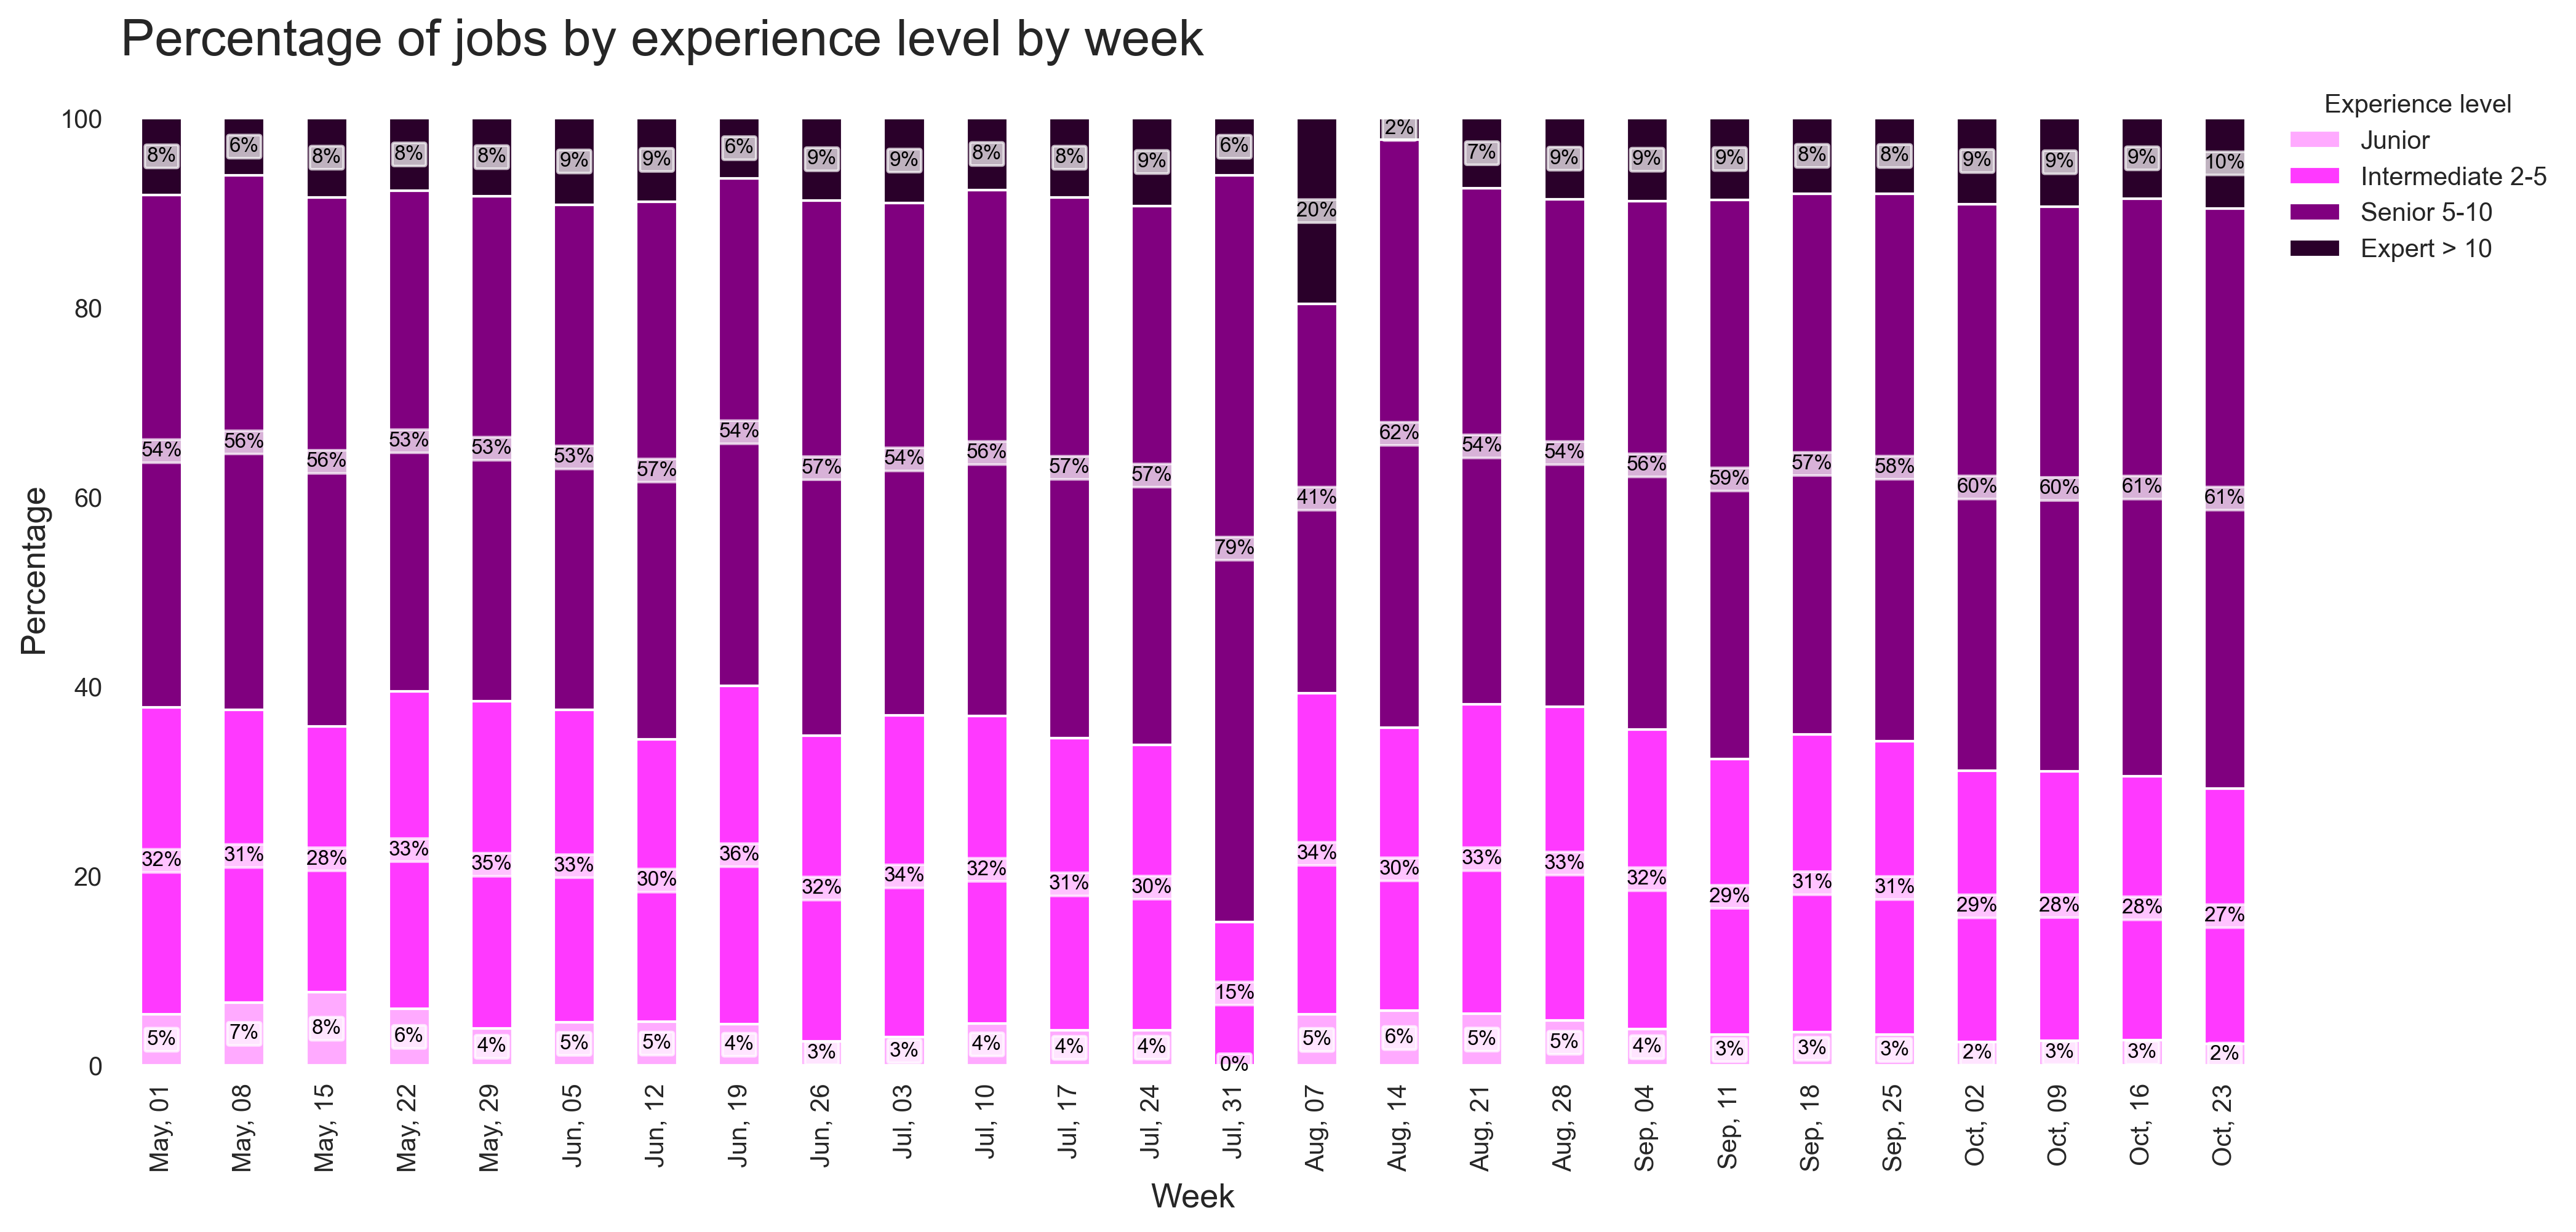 Percentage of jobs by experience level by week
Experience level
Junior
Intermediate 2-5
Senior 5-10
Expert > 10
Percentage
100
80
60
40
20
0
8% 6% 8% 8% 8% 9% 9% 6% 9% 9% 8% 8% 9% 6% 20% 2% 7% 9% 9% 9% 8% 8% 9% 9% 9% 10%
54% 56% 56% 53% 53% 53% 57% 54% 57% 54% 56% 57% 57% 79% 41% 62% 54% 54% 56% 59% 57% 58% 60% 60% 61% 61%
32% 31% 28% 33% 35% 33% 30% 36% 32% 34% 32% 31% 30% 15% 34% 30% 33% 33% 32% 29% 31% 31% 29% 28% 28% 27%
5% 7% 8% 6% 4% 5% 5% 4% 3% 3% 4% 4% 4% 0% 5% 6% 5% 5% 4% 3% 3% 3% 2% 3% 3% 2%
May, 01
May, 08
May, 15
May, 22
May, 29
Jun, 05
Jun, 12
Jun, 19
Jun, 26
Jul, 03
Jul, 10
Jul, 17
Jul, 24
Jul, 31
Aug, 07
Aug, 14
Aug, 21
Aug, 28
Sep, 04
Sep, 11
Sep, 18
Sep, 25
Oct, 02
Oct, 09
Oct, 16
Oct, 23
Week